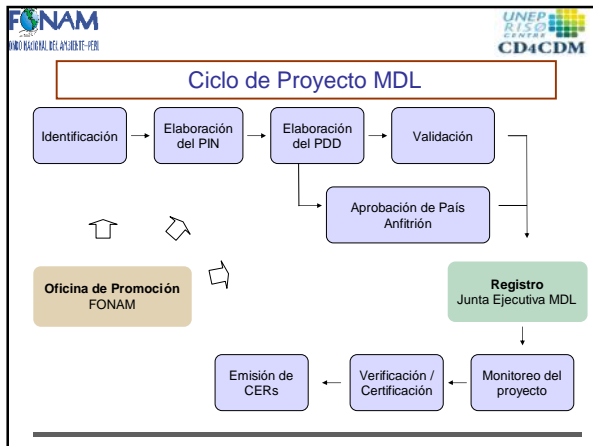 FONAM
FONDO NACIONAL DEL AMBIENTE-PERU
UNEP
RISØ
CENTRE
CD4CDM
Ciclo de Proyecto MDL
Identificación
Elaboración
del PIN
Elaboración
del PDD
Validación
Aprobación de País
Anfitrión
Oficina de Promoción
FONAM
Registro
Junta Ejecutiva MDL
Emisión de
CERs
Verificación /
Certificación
Monitoreo del
proyecto